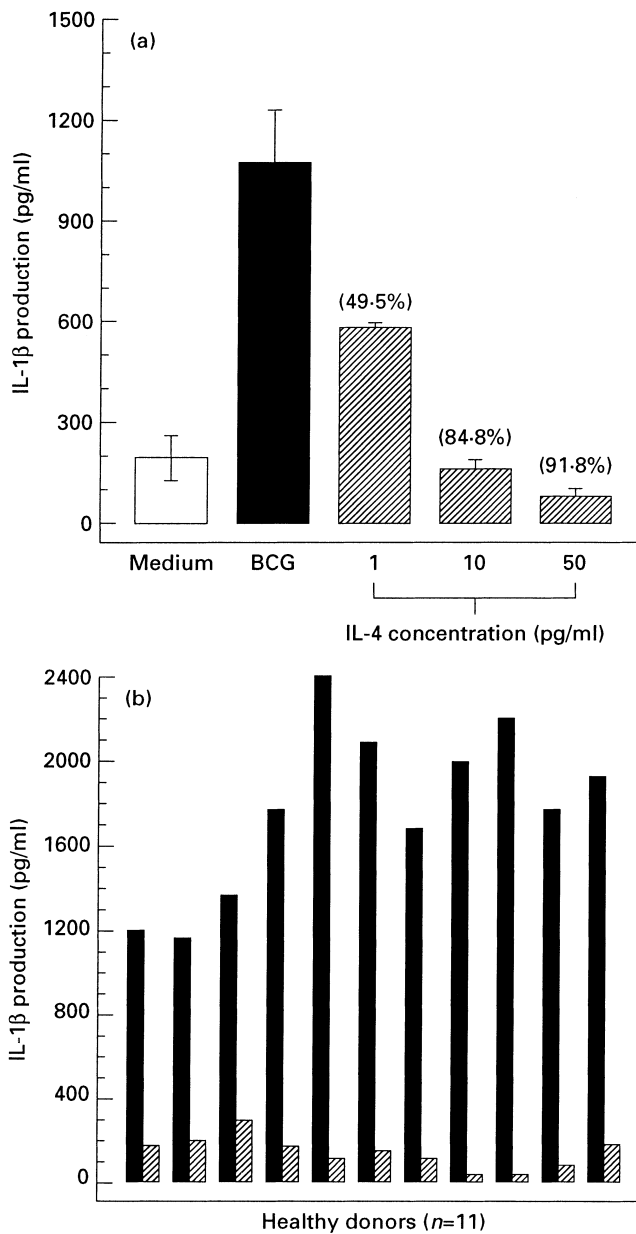 (a)
IL-1β production (pg/ml)
1500
1200
900
600
300
0
(49·5%)
(84·8%)
(91·8%)
Medium BCG 1 10 50
IL-4 concentration (pg/ml)
(b)
IL-1β production (pg/ml)
2400
2000
1600
1200
800
400
0
Healthy donors (n=11)